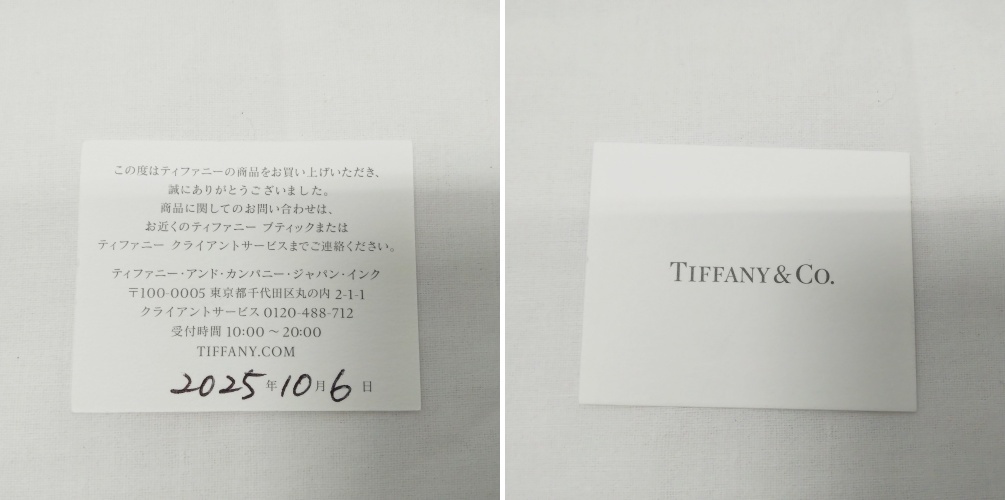 この度はティファニーの商品をお買い上げいただき、
誠にありがとうございました。
商品に関してのお問い合わせは、
お近くのティファニー ブティックまたは
ティファニー クライアントサービスまでご連絡ください。
ティファニー・アンド・カンパニー・ジャパン・インク
〒100-0005 東京都千代田区丸の内 2-1-1
クライアントサービス 0120-488-712
受付時間 10:00 ～ 20:00
TIFFANY.COM
2025年10月6日
TIFFANY & CO.